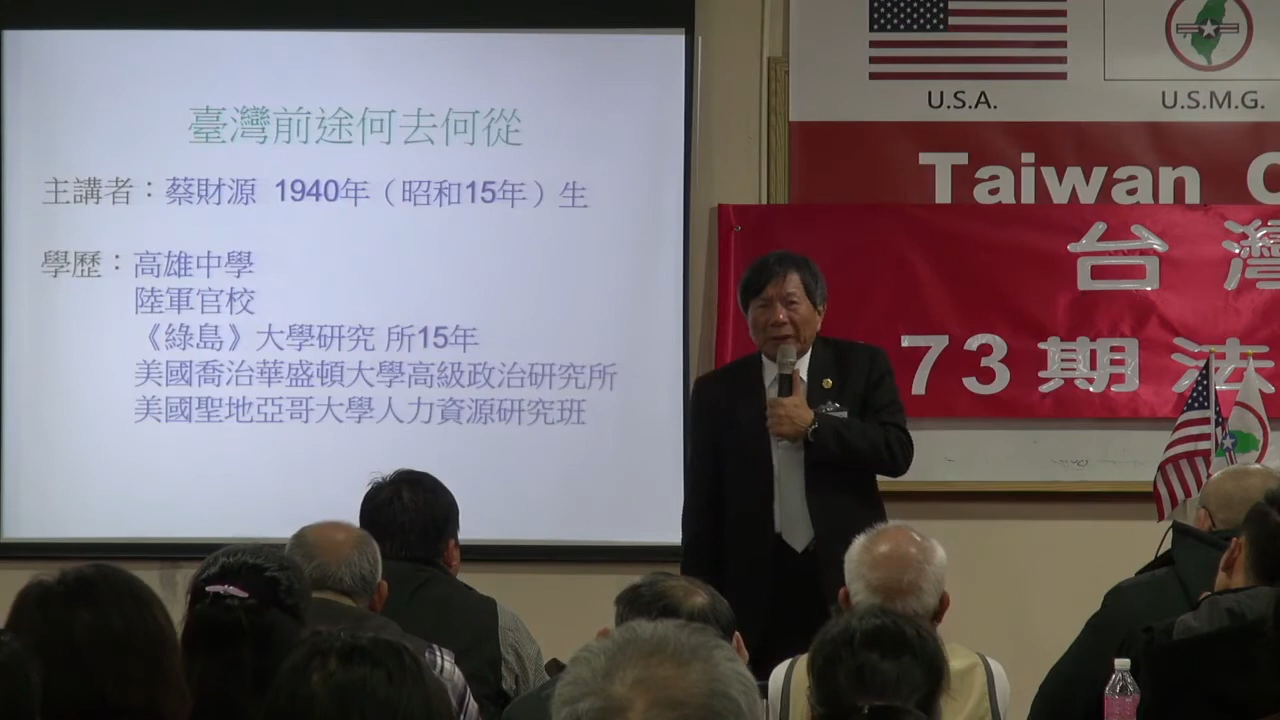 臺灣前途何去何從
主講者：蔡財源 1940年（昭和15年）生
學歷：高雄中學
陸軍官校
《綠島》大學研究 所15年
美國喬治華盛頓大學高級政治研究所
美國聖地亞哥大學人力資源研究班
U.S.A.
U.S.M.G.
Taiwan C
台灣
73期法